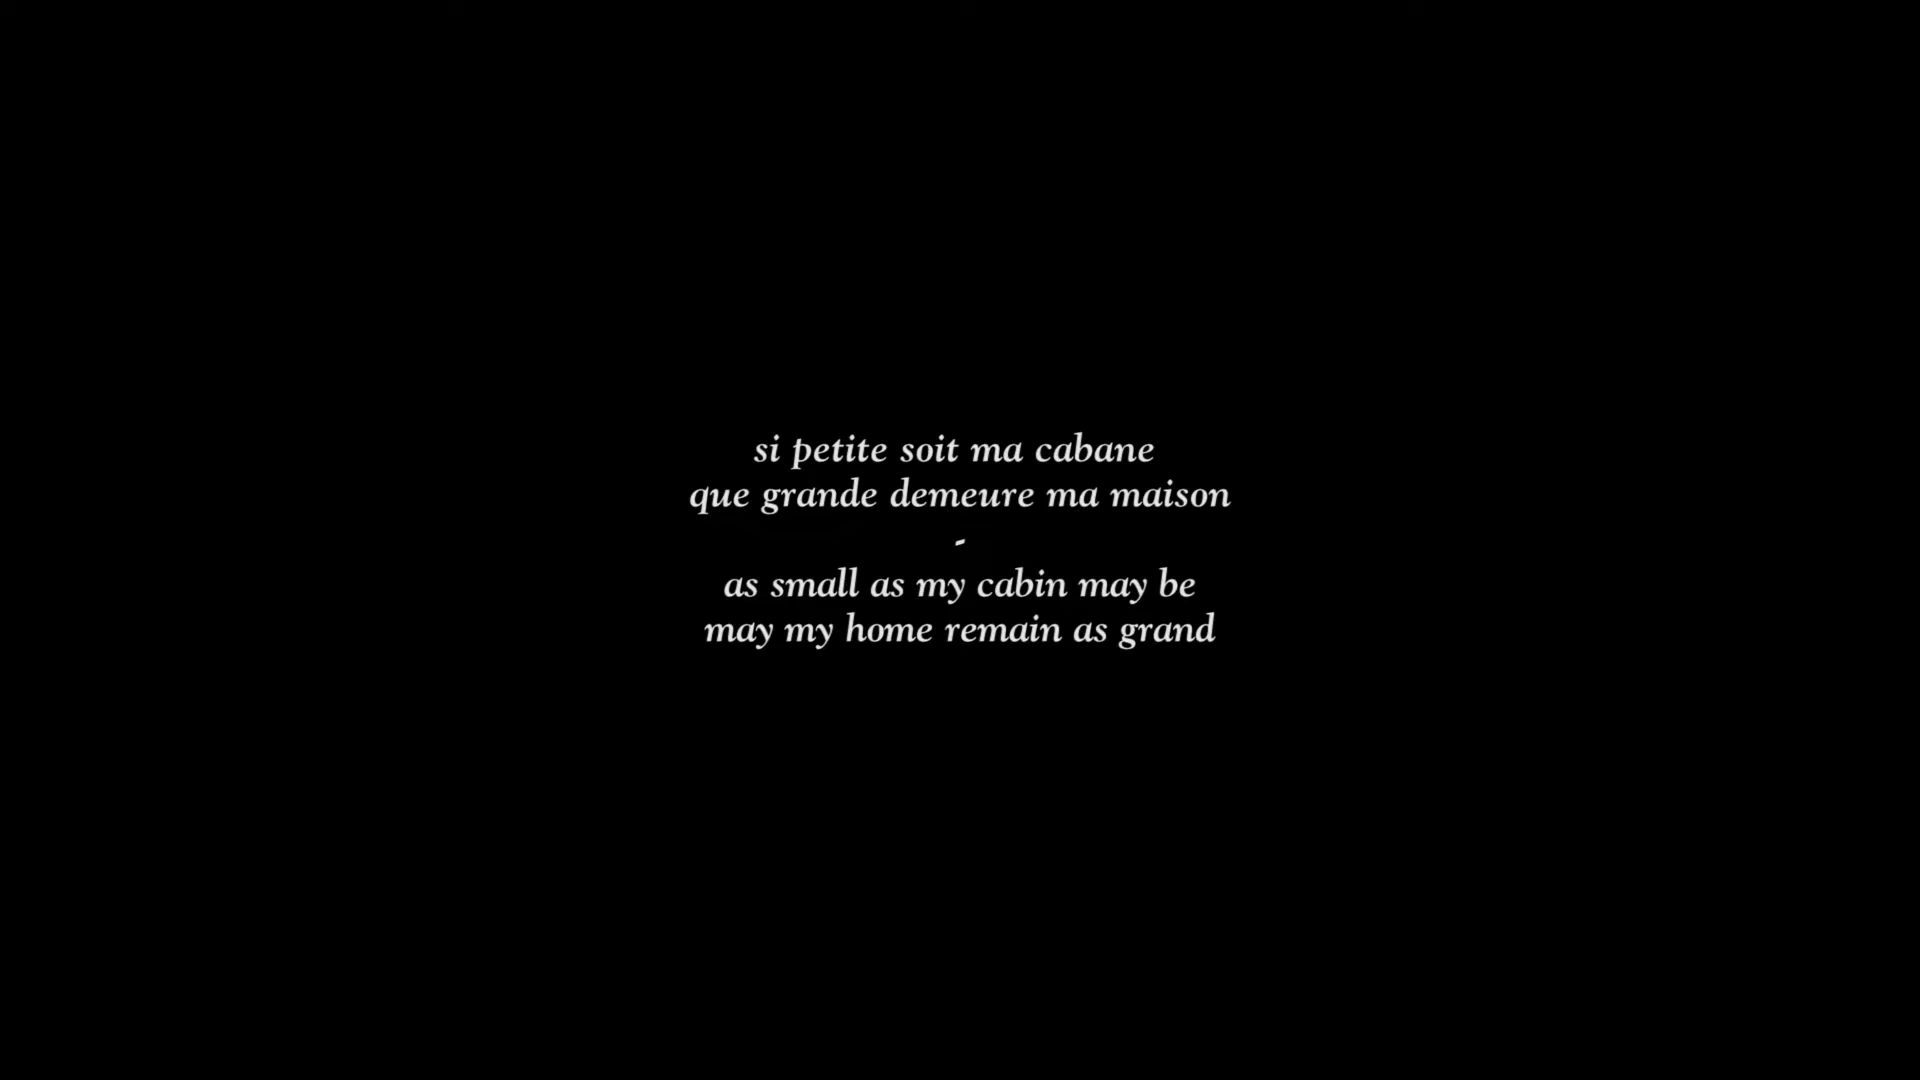 si petite soit ma cabane
que grande demeure ma maison
-
as small as my cabin may be
may my home remain as grand